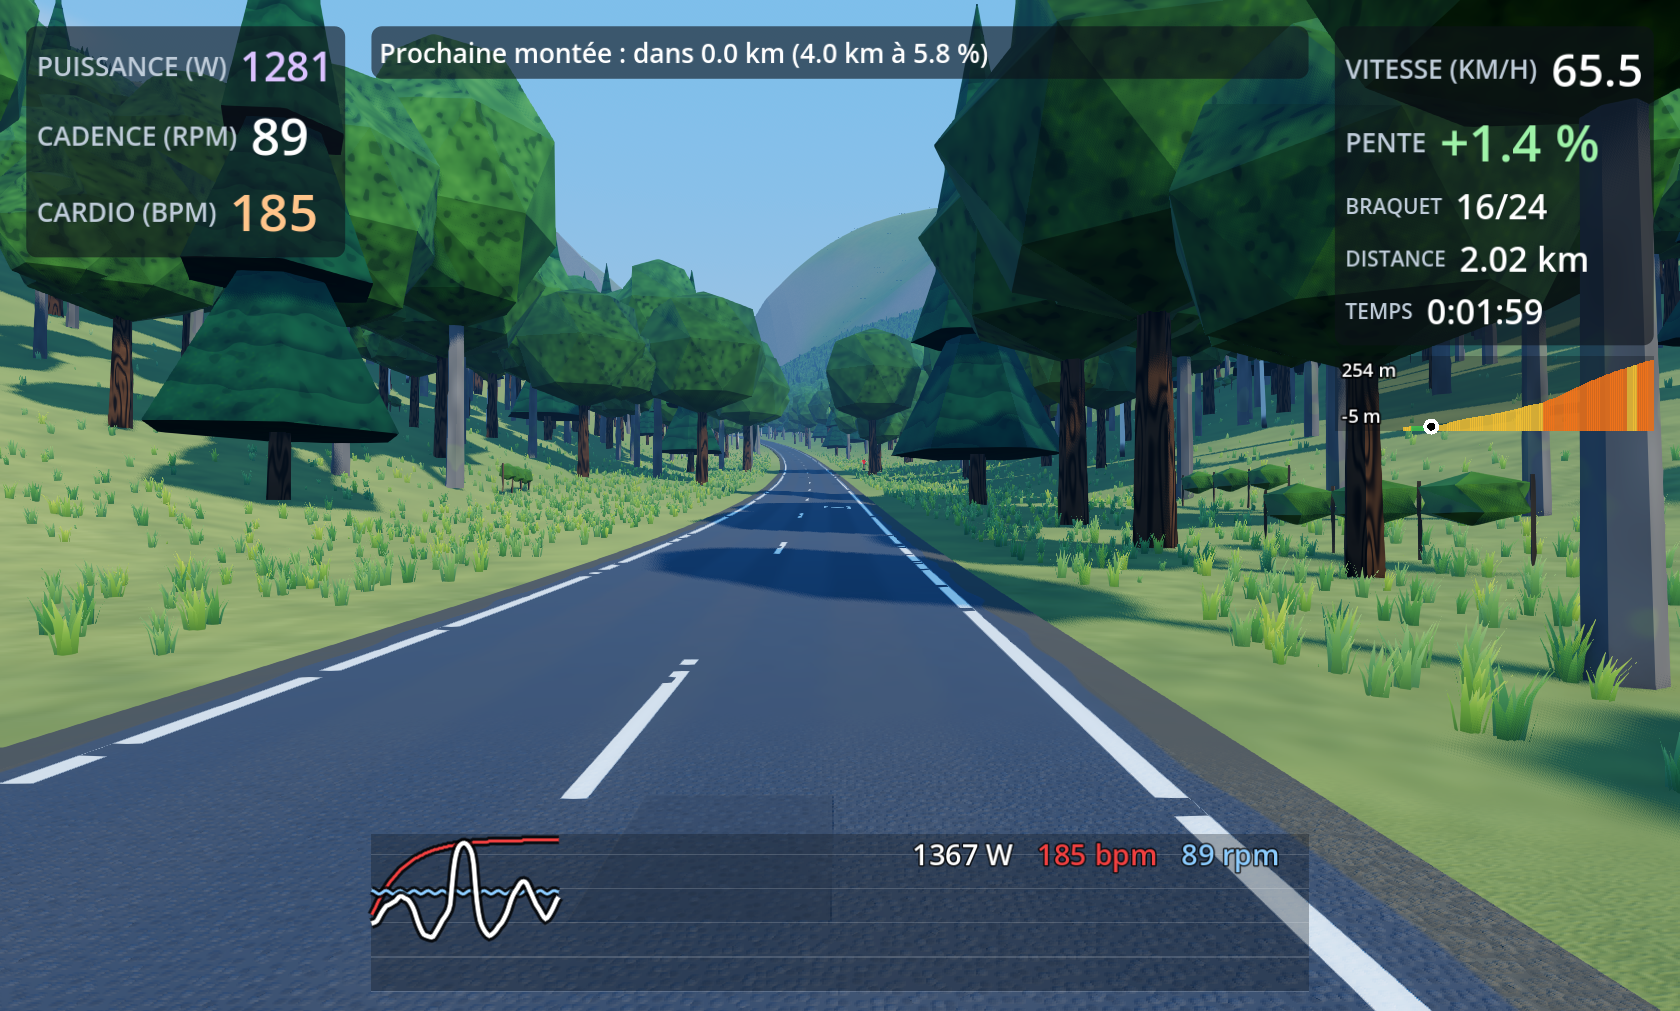 PUISSANCE (W) 1281
CADENCE (RPM) 89
CARDIO (BPM) 185
Prochaine montée : dans 0.0 km (4.0 km à 5.8 %)
VITESSE (KM/H) 65.5
PENTE +1.4 %
BRAQUET 16/24
DISTANCE 2.02 km
TEMPS 0:01:59
254 m
-5 m
1367 W 185 bpm 89 rpm